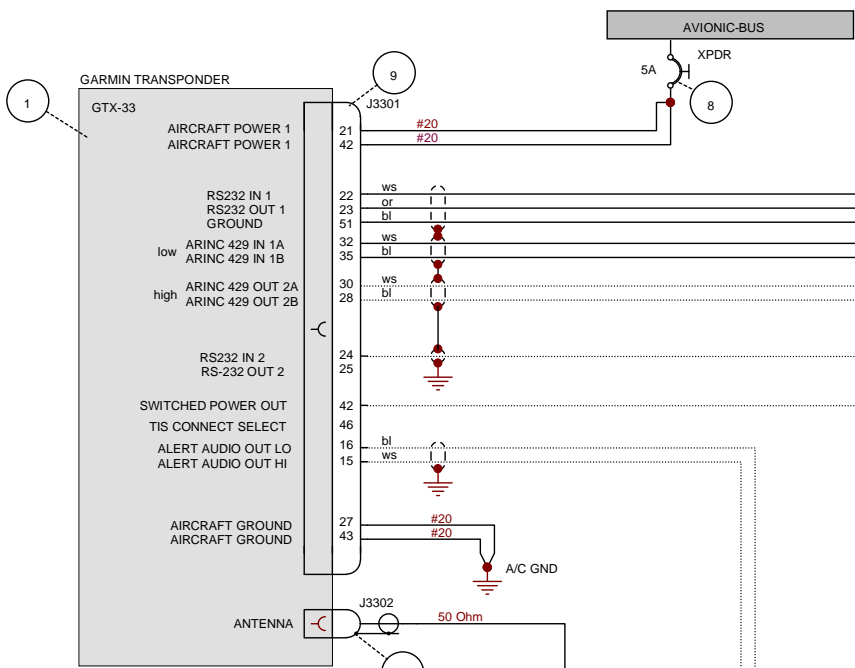 AVIONIC-BUS
XPDR
5A
8
GARMIN TRANSPONDER
9
1
GTX-33
J3301
AIRCRAFT POWER 1 21 #20
AIRCRAFT POWER 1 42 #20
RS232 IN 1 22 ws
RS232 OUT 1 23 or
GROUND 51 bl
low ARINC 429 IN 1A 32 ws
ARINC 429 IN 1B 35 bl
high ARINC 429 OUT 2A 30 ws
ARINC 429 OUT 2B 28 bl
RS232 IN 2 24
RS-232 OUT 2 25
SWITCHED POWER OUT 42
TIS CONNECT SELECT 46
ALERT AUDIO OUT LO 16 bl
ALERT AUDIO OUT HI 15 ws
AIRCRAFT GROUND 27 #20
AIRCRAFT GROUND 43 #20
A/C GND
J3302
ANTENNA 50 Ohm